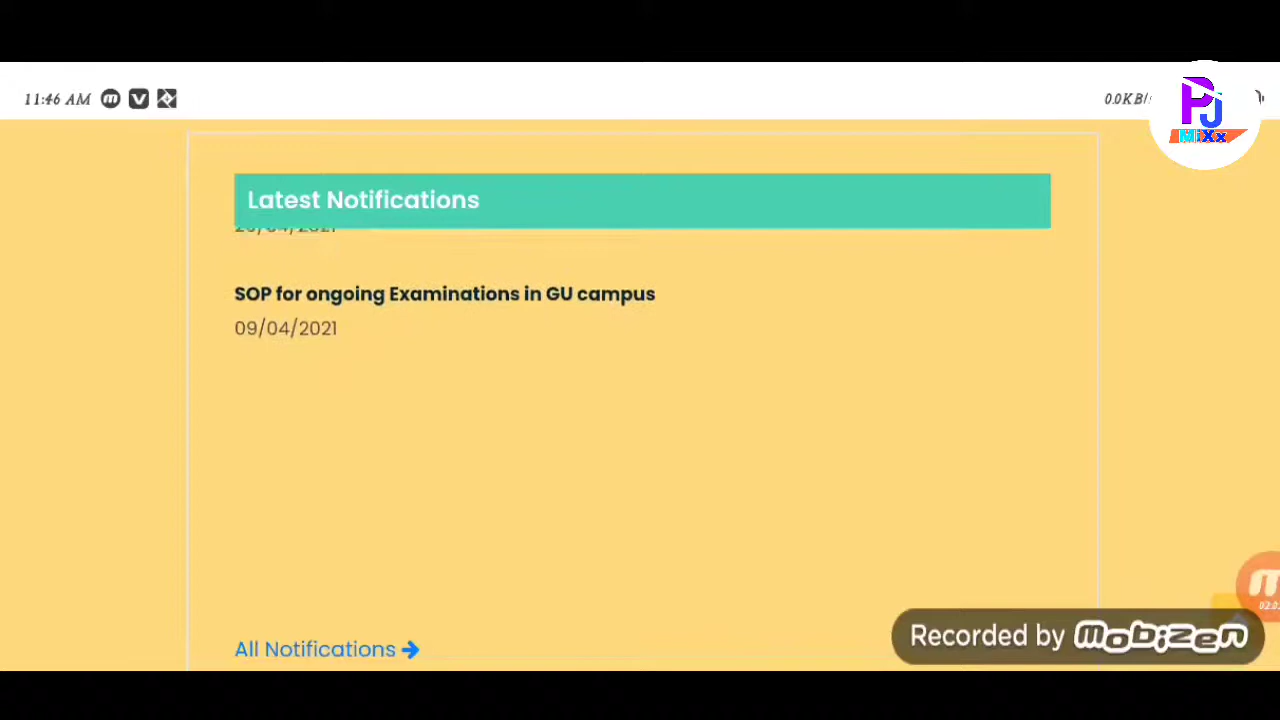 11:46 AM
0.0KB/s
PJ
MiXx
Latest Notifications
SOP for ongoing Examinations in GU campus
09/04/2021
All Notifications
Recorded by mobizen